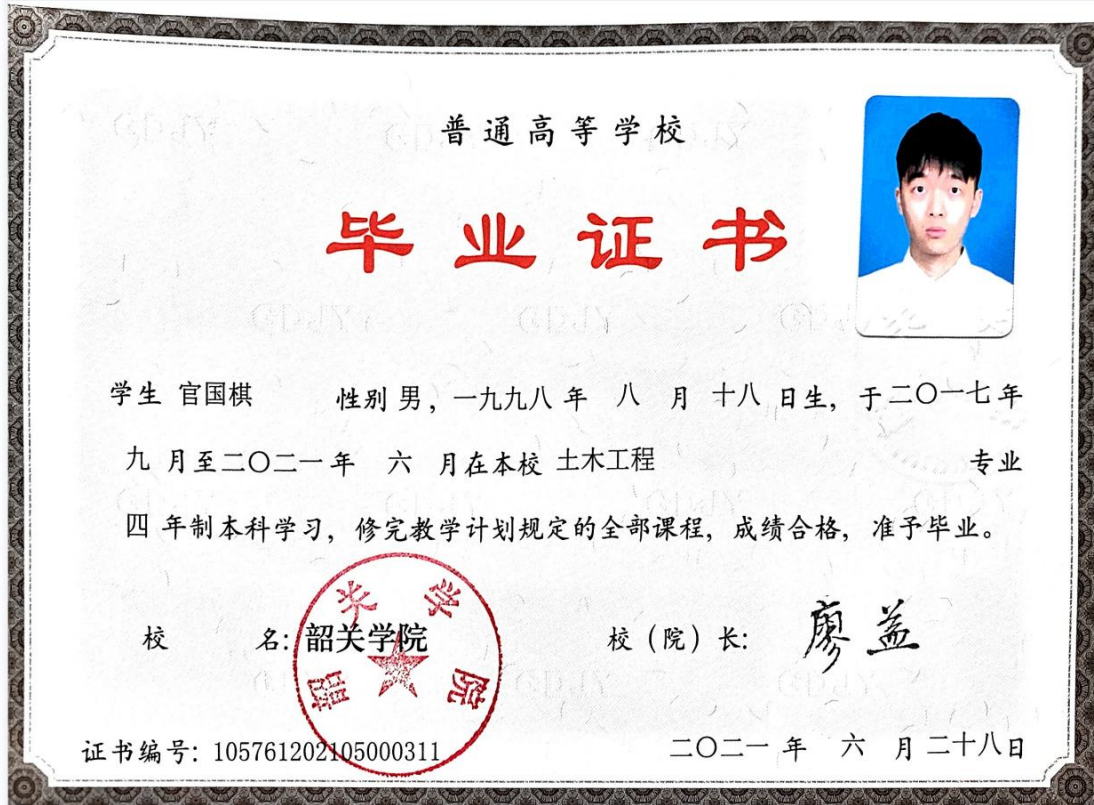 普通高等学校
毕业证书
学生 官国棋 性别 男，一九九八 年 八 月 十八 日生，于二〇一七 年
九 月至二〇二一 年 六 月在本校 土木工程 专业
四 年制本科学习，修完教学计划规定的全部课程，成绩合格，准予毕业。
校 名：韶关学院 校（院）长：廖益
韶关学院
证书编号：105761202105000311 二〇二一 年 六 月 二十八日